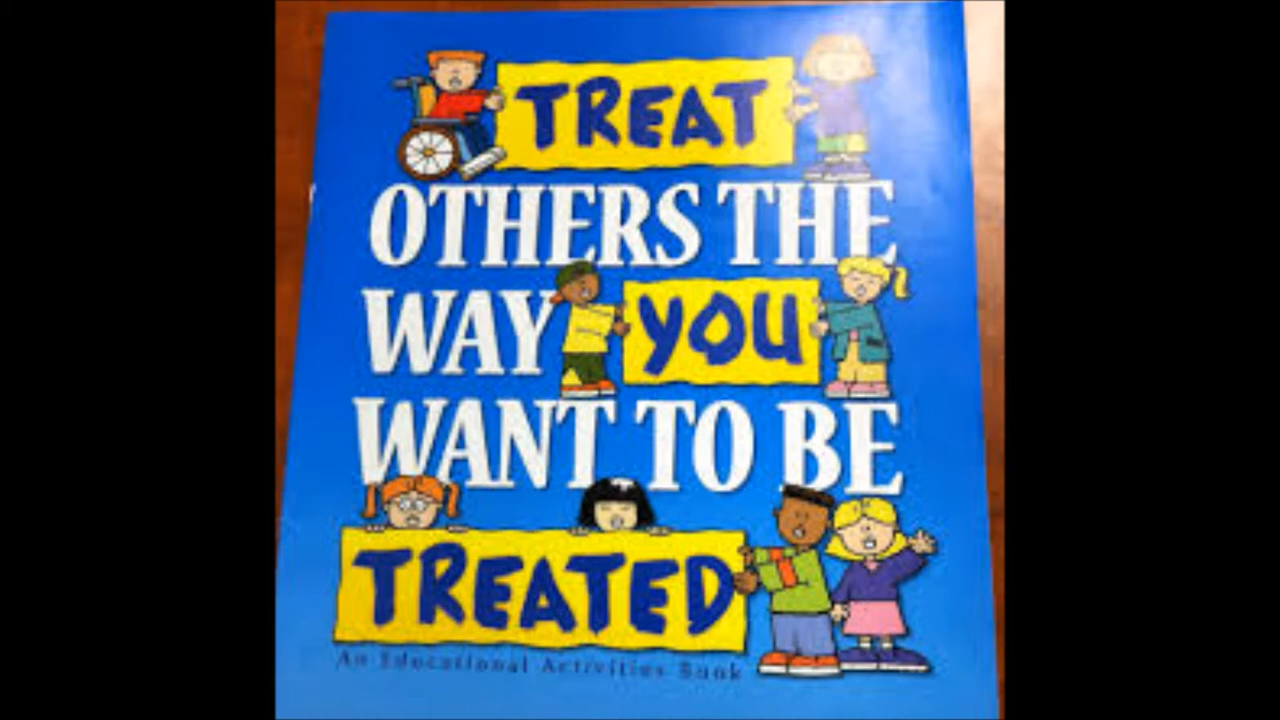 TREAT
OTHERS THE
WAY YOU
WANT TO BE
TREATED
An Educational Activities Book